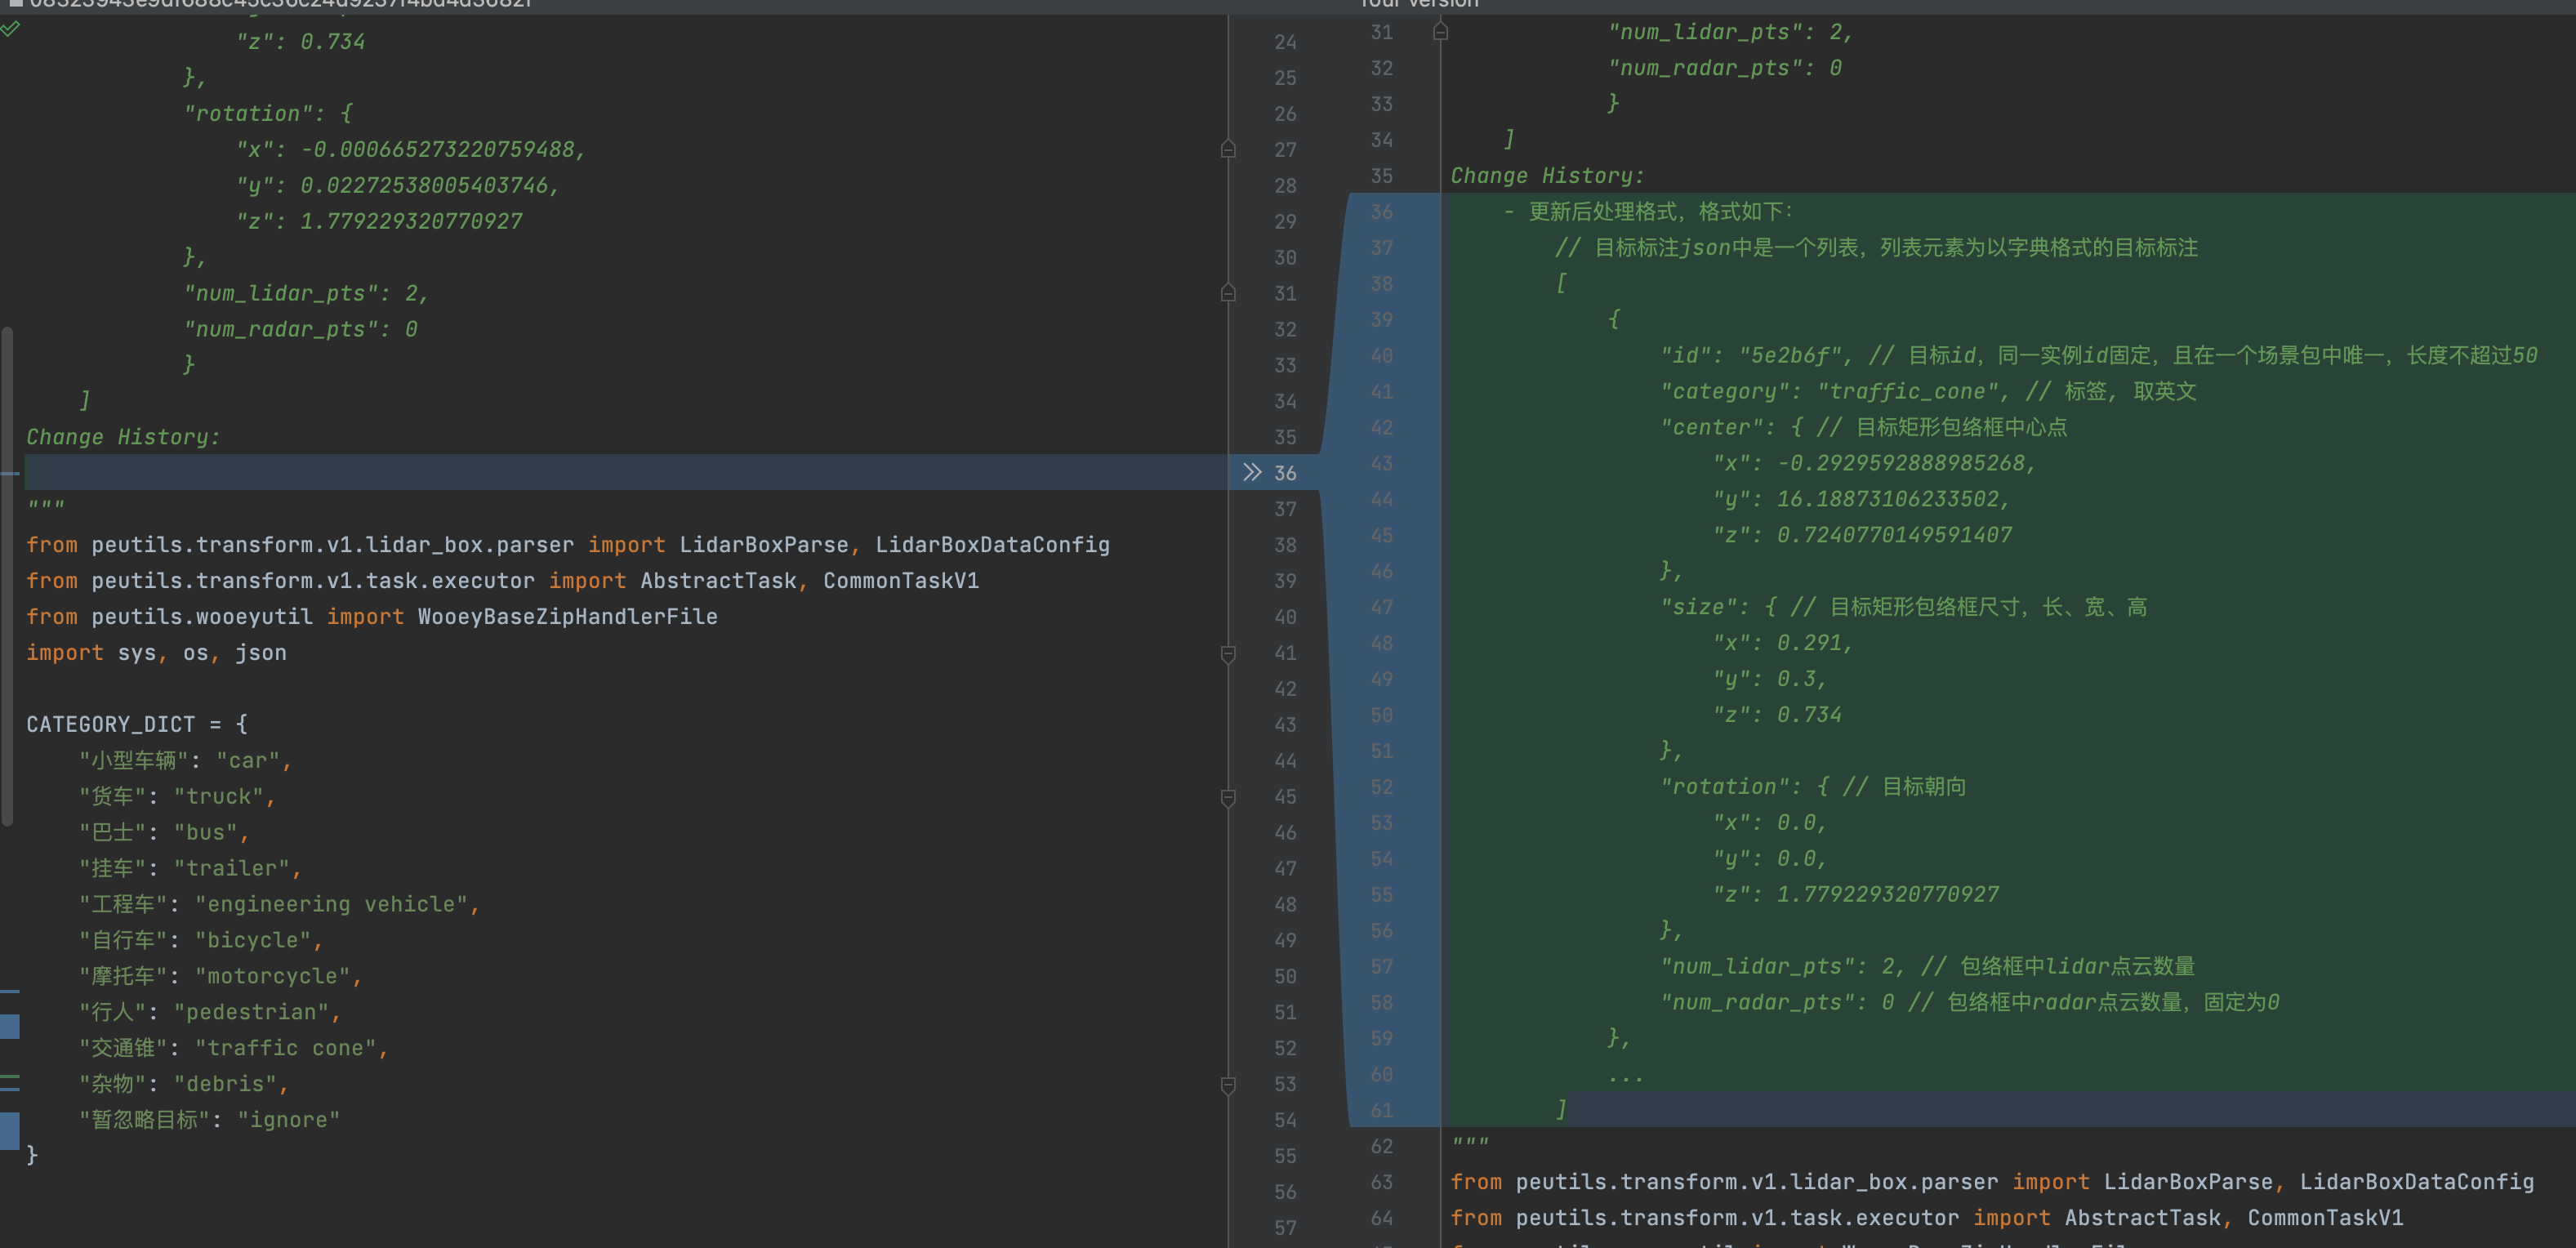 Your version
"z": 0.734
},
"rotation": {
"x": -0.000665273220759488,
"y": 0.02272538005403746,
"z": 1.779229320770927
},
"num_lidar_pts": 2,
"num_radar_pts": 0
}
]
Change History:
"""
from peutils.transform.v1.lidar_box.parser import LidarBoxParse, LidarBoxDataConfig
from peutils.transform.v1.task.executor import AbstractTask, CommonTaskV1
from peutils.wooeyutil import WooeyBaseZipHandlerFile
import sys, os, json
CATEGORY_DICT = {
"小型车辆": "car",
"货车": "truck",
"巴士": "bus",
"挂车": "trailer",
"工程车": "engineering vehicle",
"自行车": "bicycle",
"摩托车": "motorcycle",
"行人": "pedestrian",
"交通锥": "traffic cone",
"杂物": "debris",
"暂忽略目标": "ignore"
}
24
25
26
27
28
29
30
31
32
33
34
35
36
37
38
39
40
41
42
43
44
45
46
47
48
49
50
51
52
53
54
55
56
57
31 "num_lidar_pts": 2,
32 "num_radar_pts": 0
33 }
34 ]
35 Change History:
36 - 更新后处理格式，格式如下：
37 // 目标标注json中是一个列表，列表元素为以字典格式的目标标注
38 [
39 {
40 "id": "5e2b6f", // 目标id，同一实例id固定，且在一个场景包中唯一，长度不超过50
41 "category": "traffic_cone", // 标签, 取英文
42 "center": { // 目标矩形包络框中心点
43 "x": -0.2929592888985268,
44 "y": 16.18873106233502,
45 "z": 0.7240770149591407
46 },
47 "size": { // 目标矩形包络框尺寸，长、宽、高
48 "x": 0.291,
49 "y": 0.3,
50 "z": 0.734
51 },
52 "rotation": { // 目标朝向
53 "x": 0.0,
54 "y": 0.0,
55 "z": 1.779229320770927
56 },
57 "num_lidar_pts": 2, // 包络框中lidar点云数量
58 "num_radar_pts": 0 // 包络框中radar点云数量，固定为0
59 },
60 ...
61 ]
62 """
63 from peutils.transform.v1.lidar_box.parser import LidarBoxParse, LidarBoxDataConfig
64 from peutils.transform.v1.task.executor import AbstractTask, CommonTaskV1